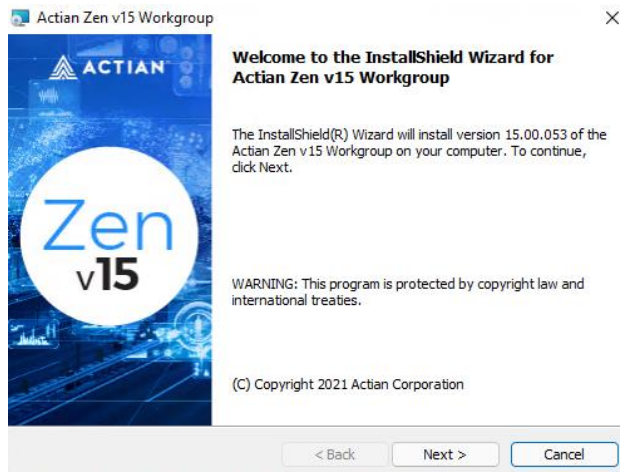 Actian Zen v15 Workgroup
ACTIAN
Zen
v15
Welcome to the InstallShield Wizard for
Actian Zen v15 Workgroup
The InstallShield(R) Wizard will install version 15.00.053 of the
Actian Zen v15 Workgroup on your computer. To continue,
click Next.
WARNING: This program is protected by copyright law and
international treaties.
(C) Copyright 2021 Actian Corporation
< Back
Next >
Cancel